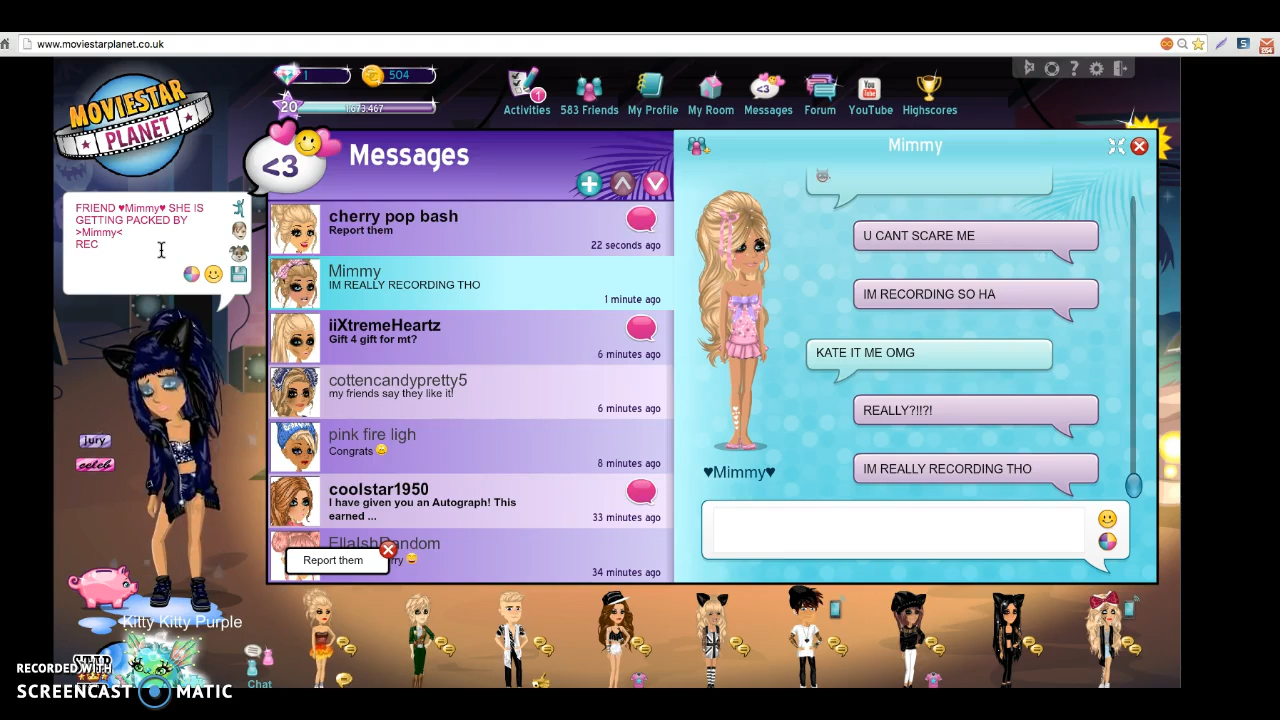 www.moviestarplanet.co.uk
MOVIESTAR
PLANET
1
504
20
1,673,467
1
Activities
583 Friends
My Profile
My Room
Messages
Forum
YouTube
Highscores
<3
You
Tube
<3
Messages
FRIEND ♥Mimmy♥ SHE IS
GETTING PACKED BY
>Mimmy<
REC
cherry pop bash
Report them
22 seconds ago
Mimmy
IM REALLY RECORDING THO
1 minute ago
iiXtremeHeartz
Gift 4 gift for mt?
6 minutes ago
cottencandypretty5
my friends say they like it!
6 minutes ago
pink fire ligh
Congrats
8 minutes ago
coolstar1950
I have given you an Autograph! This
earned ...
33 minutes ago
34 minutes ago
Report them
Mimmy
U CANT SCARE ME
IM RECORDING SO HA
KATE IT ME OMG
REALLY?!!?!
IM REALLY RECORDING THO
♥Mimmy♥
jury
celeb
Kitty Kitty Purple
Chat
RECORDED WITH
SCREENCAST MATIC